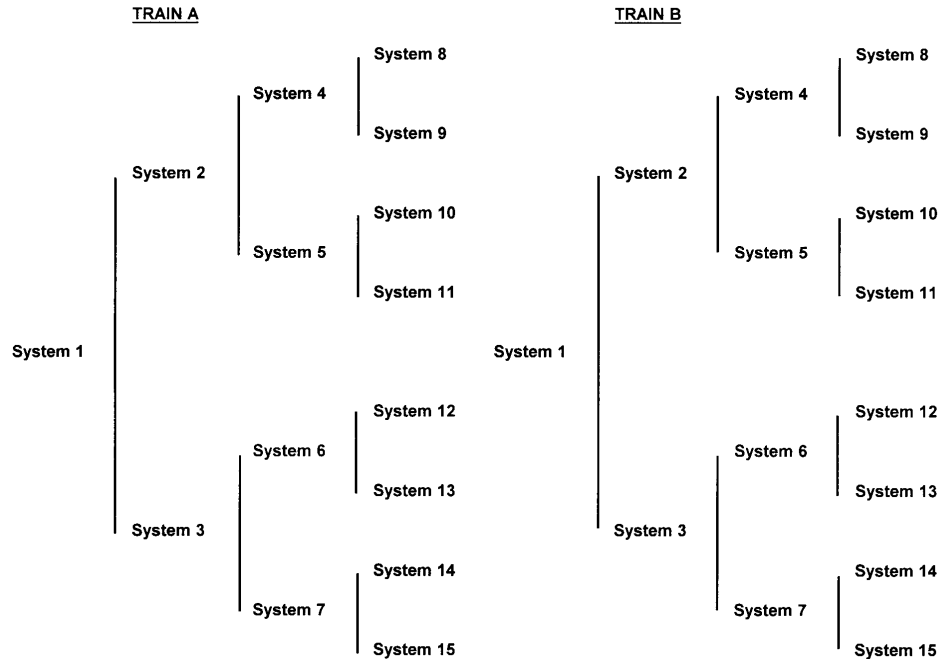 TRAIN A
TRAIN B
System 8
System 8
System 4
System 4
System 9
System 9
System 2
System 2
System 10
System 10
System 5
System 5
System 11
System 11
System 1
System 1
System 12
System 12
System 6
System 6
System 13
System 13
System 3
System 3
System 14
System 14
System 7
System 7
System 15
System 15